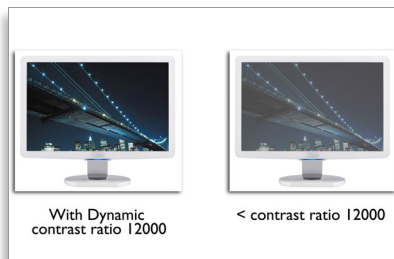 With Dynamic
contrast ratio 12000
< contrast ratio 12000